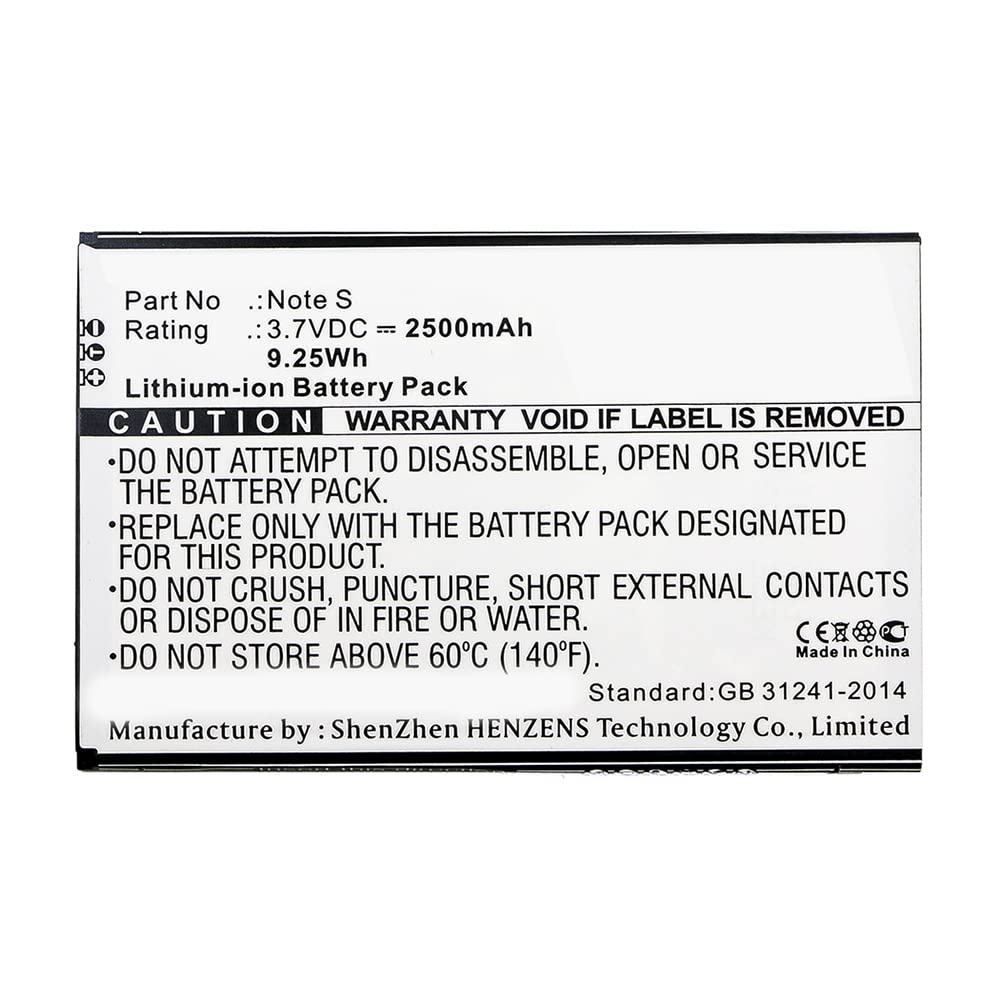 Part No .:Note S
Rating .:3.7VDC ⎓ 2500mAh
9.25Wh
Lithium-ion Battery Pack
CAUTION WARRANTY VOID IF LABEL IS REMOVED
·DO NOT ATTEMPT TO DISASSEMBLE, OPEN OR SERVICE
THE BATTERY PACK.
·REPLACE ONLY WITH THE BATTERY PACK DESIGNATED
FOR THIS PRODUCT.
·DO NOT CRUSH, PUNCTURE, SHORT EXTERNAL CONTACTS
OR DISPOSE OF IN FIRE OR WATER.
·DO NOT STORE ABOVE 60°C (140°F).
CE PCT
Made In China
Standard:GB 31241-2014
Manufacture by : ShenZhen HENZENS Technology Co., Limited